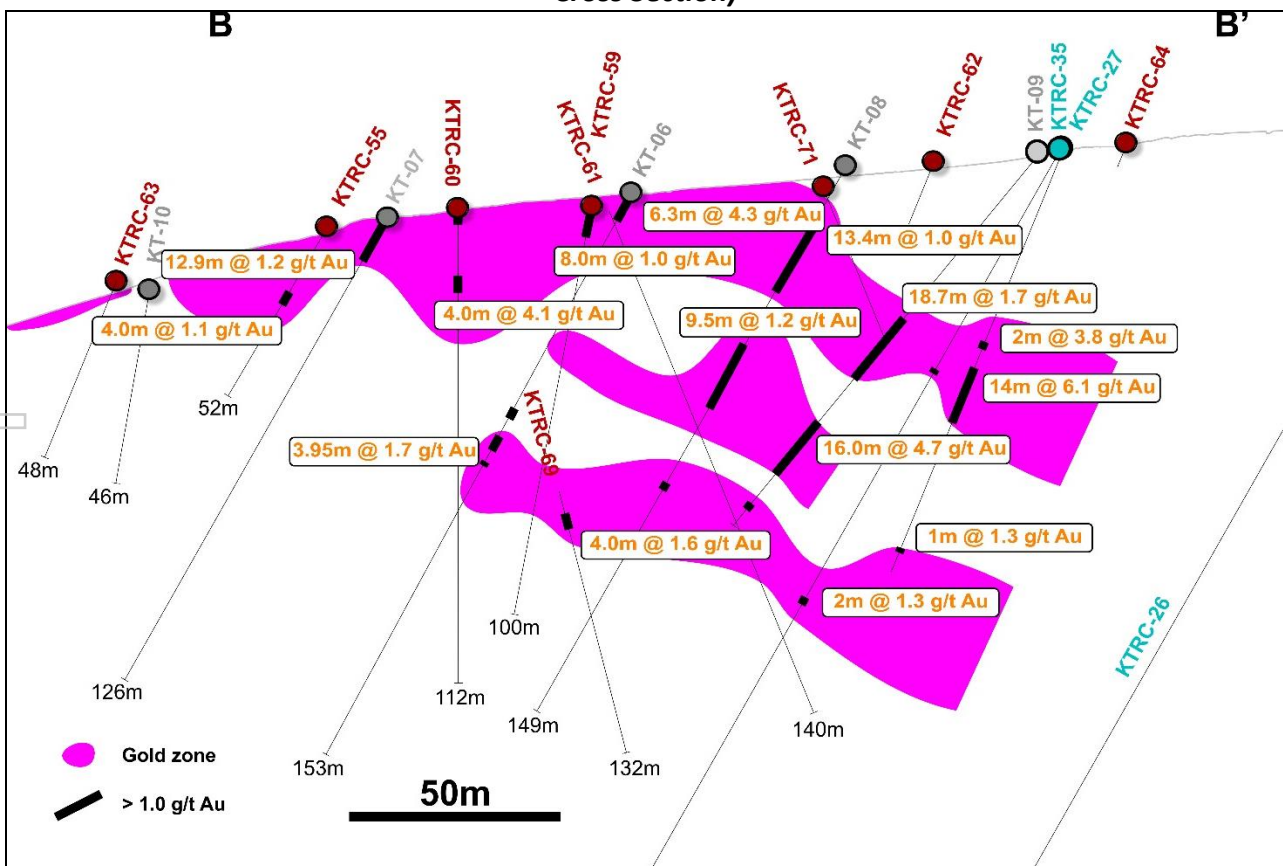 Cross Section)
B
B'
KTRC-63
KT-10
KTRC-55
KT-07
KTRC-60
KTRC-61
KTRC-59
KT-06
KTRC-71
KT-08
KTRC-62
KT-09
KTRC-35
KTRC-27
KTRC-64
6.3m @ 4.3 g/t Au
13.4m @ 1.0 g/t Au
12.9m @ 1.2 g/t Au
8.0m @ 1.0 g/t Au
18.7m @ 1.7 g/t Au
4.0m @ 1.1 g/t Au
4.0m @ 4.1 g/t Au
9.5m @ 1.2 g/t Au
2m @ 3.8 g/t Au
14m @ 6.1 g/t Au
52m
KTRC-69
3.95m @ 1.7 g/t Au
16.0m @ 4.7 g/t Au
48m
46m
4.0m @ 1.6 g/t Au
1m @ 1.3 g/t Au
2m @ 1.3 g/t Au
100m
KTRC-26
126m
112m
149m
140m
153m
132m
Gold zone
> 1.0 g/t Au
50m